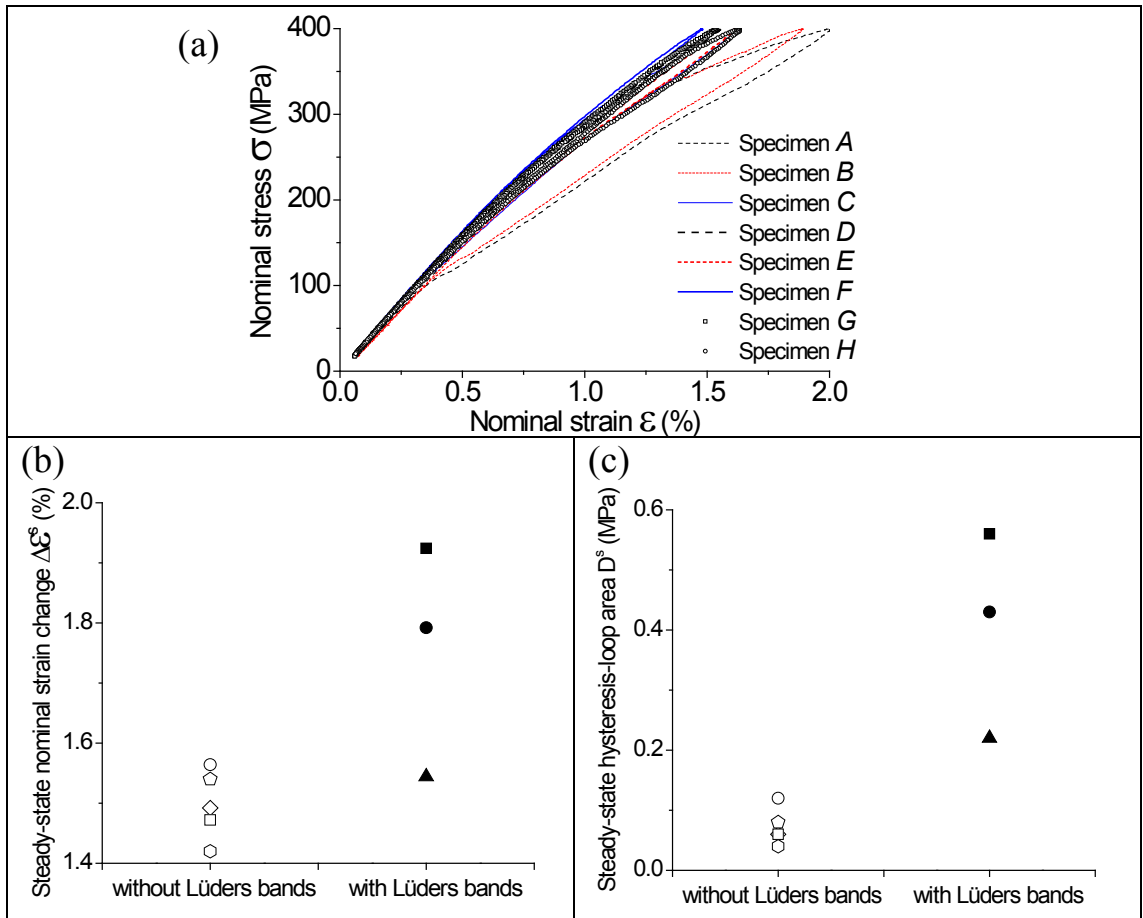 (a)
Nominal stress σ (MPa)
400
300
200
100
0
0.0 0.5 1.0 1.5 2.0
Nominal strain ε (%)
Specimen A
Specimen B
Specimen C
Specimen D
Specimen E
Specimen F
Specimen G
Specimen H
(b)
Steady-state nominal strain change Δε^s (%)
2.0
1.8
1.6
1.4
without Lüders bands with Lüders bands
(c)
Steady-state hysteresis-loop area D^s (MPa)
0.6
0.4
0.2
0.0
without Lüders bands with Lüders bands